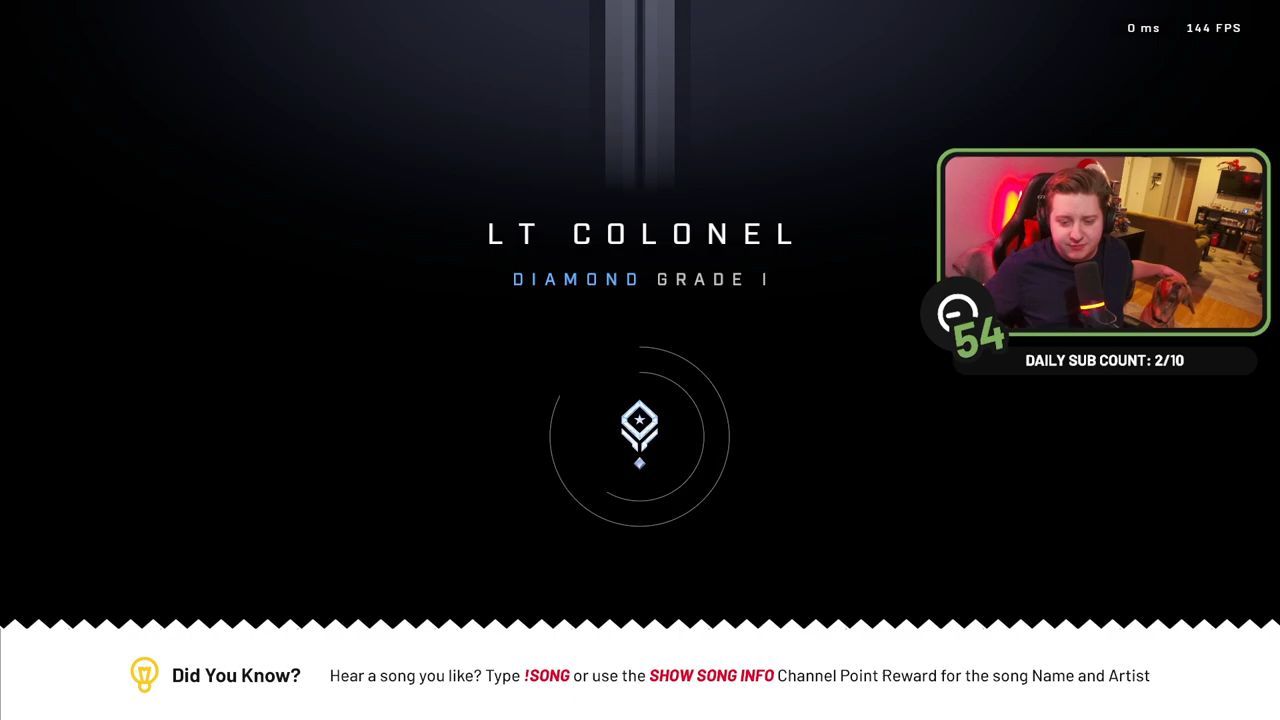 0 ms 144 FPS
LT COLONEL
DIAMOND GRADE I
54
DAILY SUB COUNT: 2/10
Did You Know? Hear a song you like? Type !SONG or use the SHOW SONG INFO Channel Point Reward for the song Name and Artist